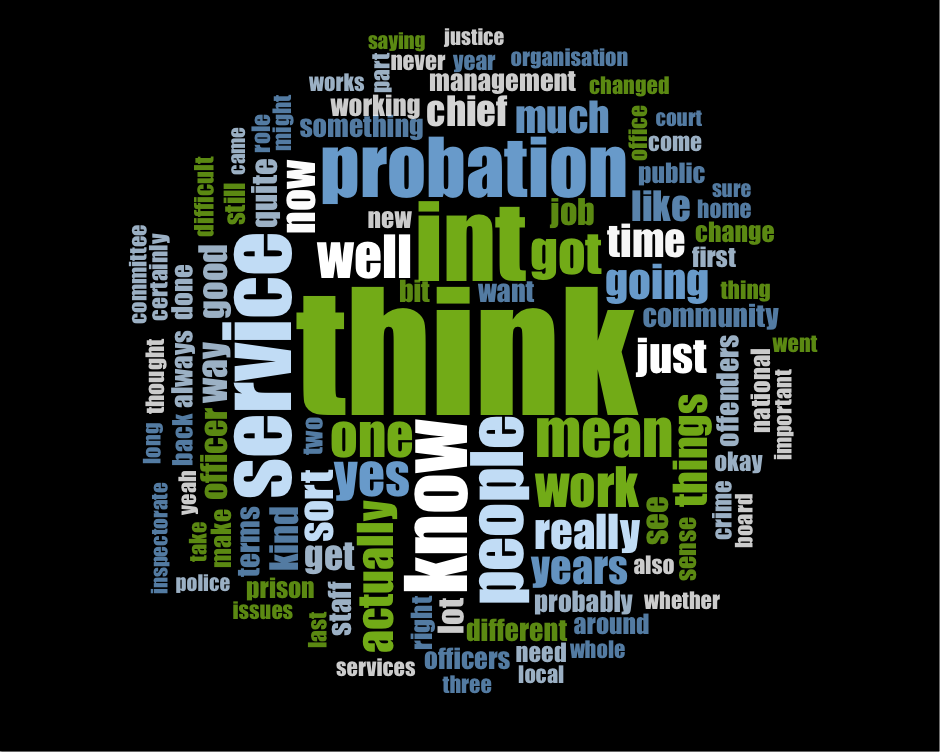 saying
justice
part
never
year
organisation
works
management
changed
working
chief
much
office
court
might
role
something
come
came
probation
public
difficult
still
quite
now
sure
new
int
job
like
home
well
got
time
change
first
committee
certainly
done
good
service
bit
want
going
thing
think
community
just
went
thought
always
way
offenders
national
important
long
back
officer
two
one
know
people
mean
things
yes
work
okay
inspectorate
yeah
sort
really
see
crime
board
take
make
terms
kind
get
actually
years
also
sense
police
prison
staff
probably
whether
issues
last
right
lot
different
around
services
officers
need
whole
three
local